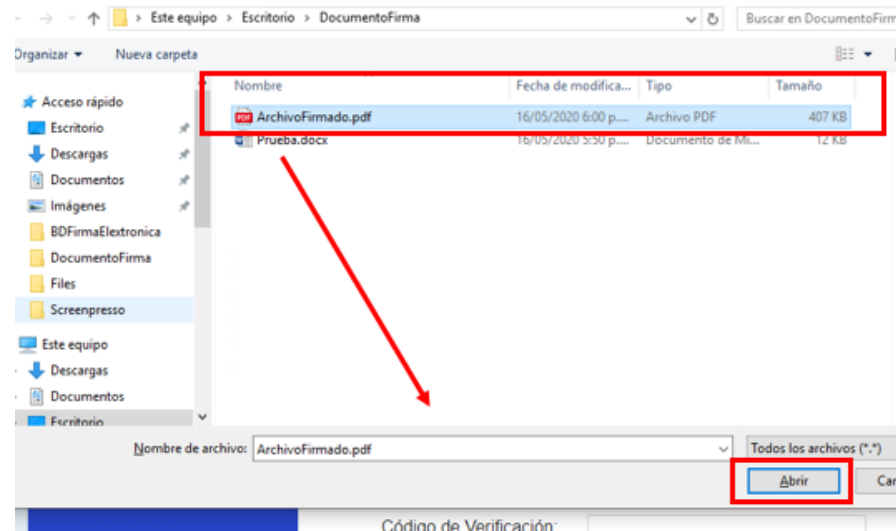 Este equipo > Escritorio > DocumentoFirma
Buscar en DocumentoFirm
Organizar
Nueva carpeta
Nombre
Fecha de modifica...
Tipo
Tamaño
ArchivoFirmado.pdf
16/05/2020 6:00 p....
Archivo PDF
407 KB
Prueba.docx
16/05/2020 5:50 p....
Documento de Mi...
12 KB
Acceso rápido
Escritorio
Descargas
Documentos
Imágenes
BDFirmaElextronica
DocumentoFirma
Files
Screenpresso
Este equipo
Descargas
Documentos
Escritorio
Nombre de archivo:
ArchivoFirmado.pdf
Todos los archivos (*.*)
Abrir
Can
Código de Verificación: